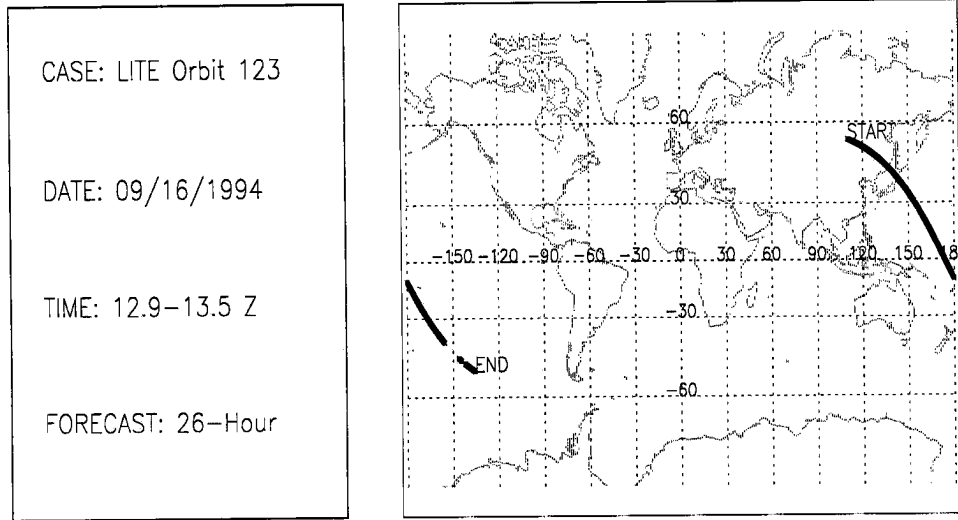 CASE: LITE Orbit 123
DATE: 09/16/1994
TIME: 12.9-13.5 Z
FORECAST: 26-Hour
60
START
30
-150 -120 -90 -60 -30 0 30 60 90 120 150 18
-30
END
-60